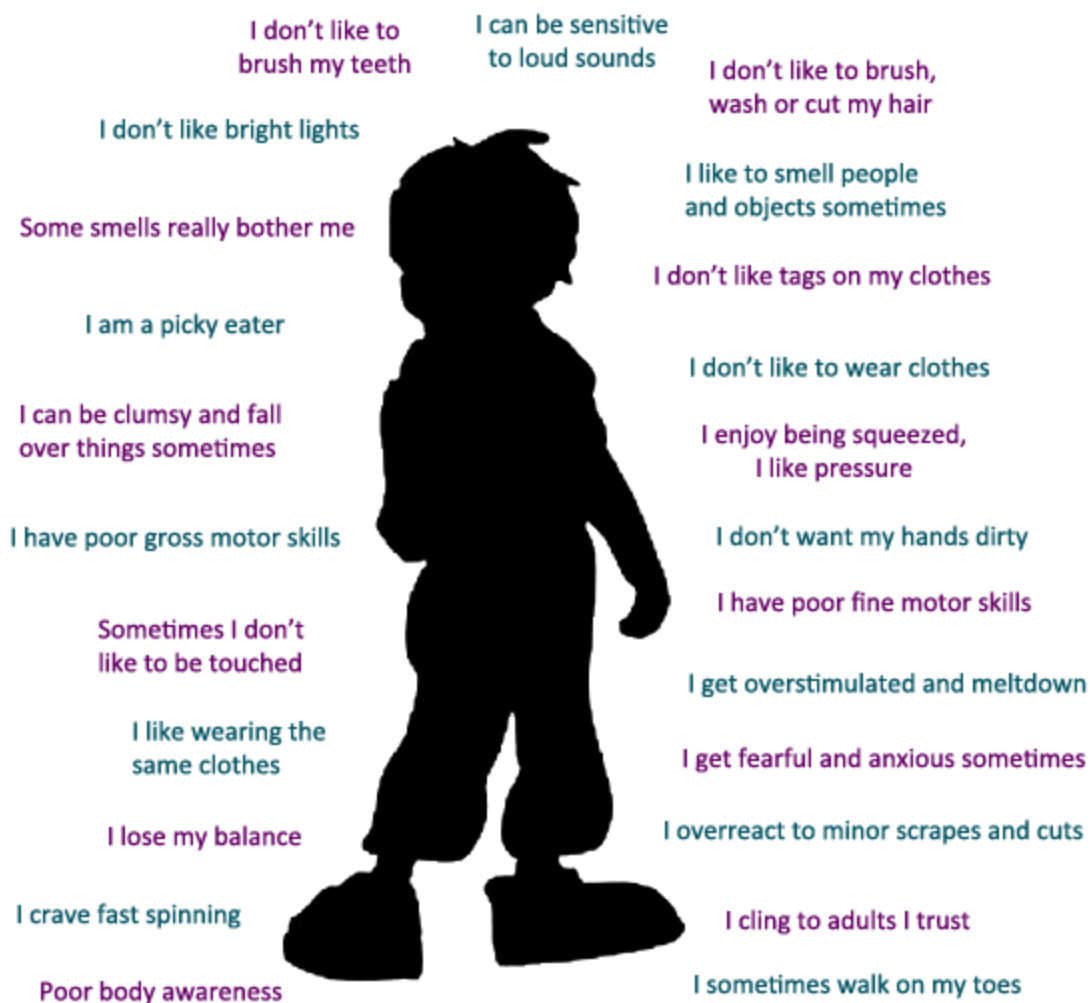 I don't like to
brush my teeth
I can be sensitive
to loud sounds
I don't like to brush,
wash or cut my hair
I don't like bright lights
I like to smell people
and objects sometimes
Some smells really bother me
I don't like tags on my clothes
I am a picky eater
I don't like to wear clothes
I can be clumsy and fall
over things sometimes
I enjoy being squeezed,
I like pressure
I have poor gross motor skills
I don't want my hands dirty
I have poor fine motor skills
Sometimes I don't
like to be touched
I get overstimulated and meltdown
I like wearing the
same clothes
I get fearful and anxious sometimes
I lose my balance
I overreact to minor scrapes and cuts
I crave fast spinning
I cling to adults I trust
Poor body awareness
I sometimes walk on my toes